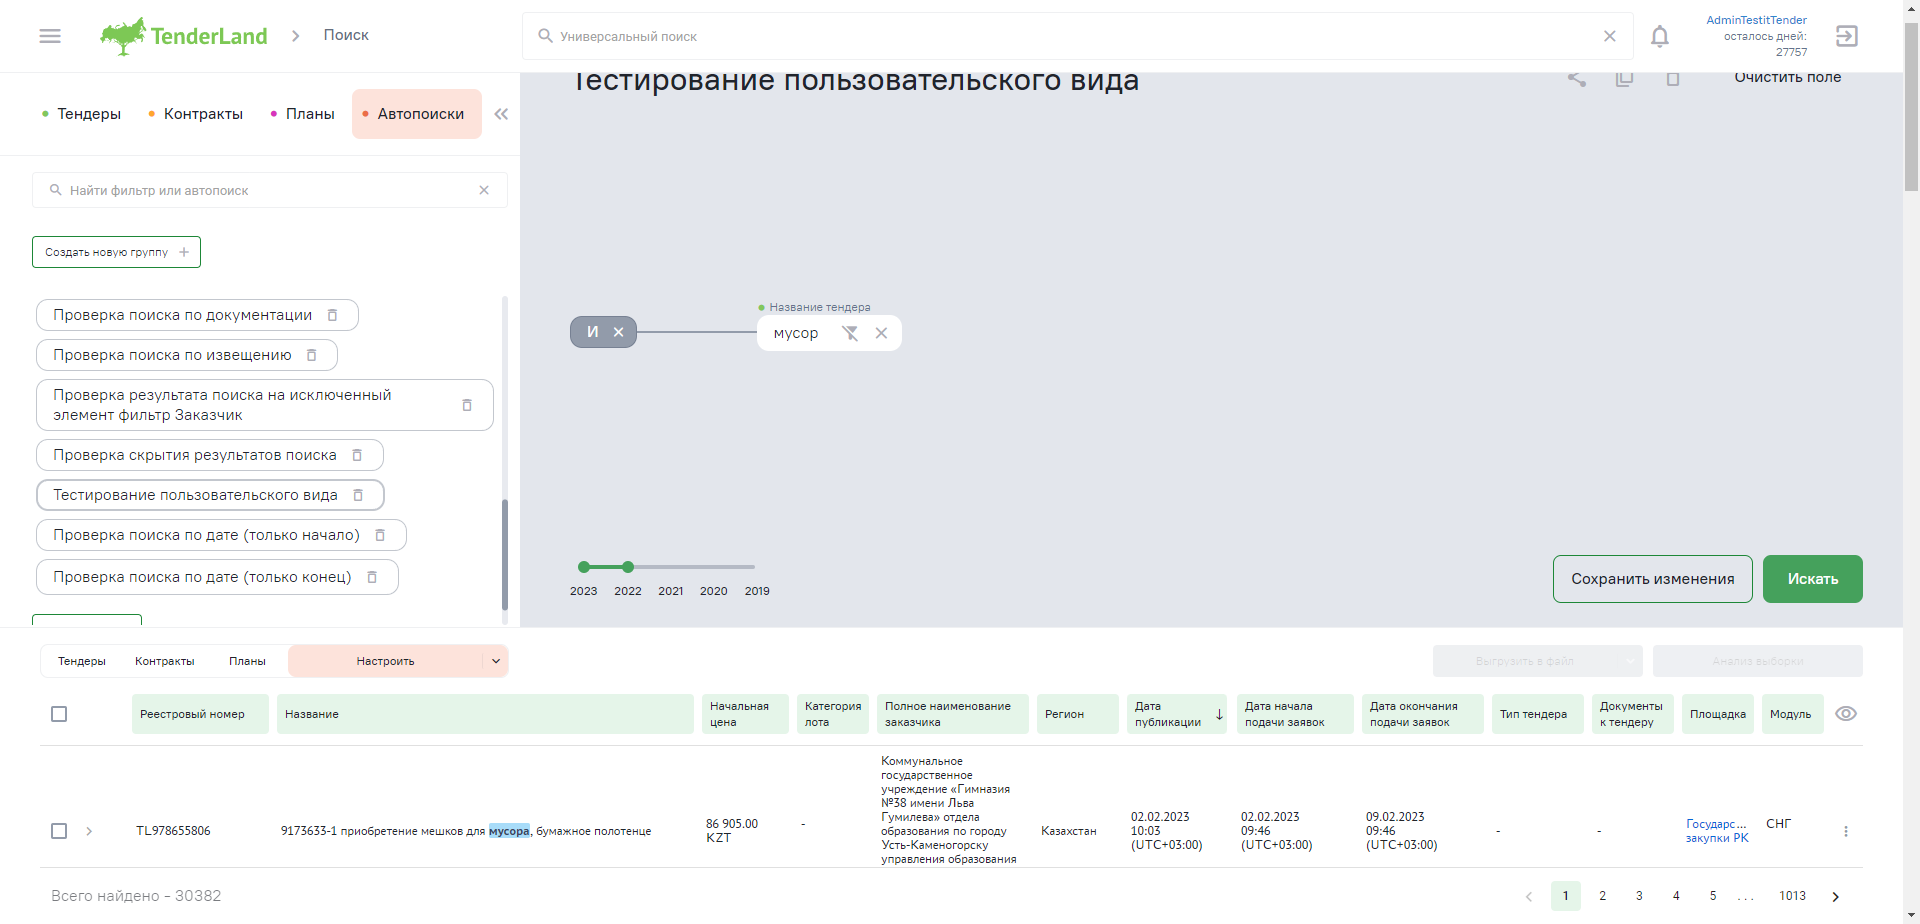 TenderLand
Поиск
Универсальный поиск
AdminTestitTender
осталось дней:
27757
Тендеры
Контракты
Планы
Автопоиски
Найти фильтр или автопоиск
Создать новую группу
Проверка поиска по документации
Проверка поиска по извещению
Проверка результата поиска на исключенный
элемент фильтр Заказчик
Проверка скрытия результатов поиска
Тестирование пользовательского вида
Проверка поиска по дате (только начало)
Проверка поиска по дате (только конец)
Тестирование пользовательского вида
Очистить поле
И
Название тендера
мусор
2023 2022 2021 2020 2019
Сохранить изменения
Искать
Тендеры
Контракты
Планы
Настроить
Выгрузить в файл
Анализ выборки
Реестровый номер
Название
Начальная
цена
Категория
лота
Полное наименование
заказчика
Регион
Дата
публикации
Дата начала
подачи заявок
Дата окончания
подачи заявок
Тип тендера
Документы
к тендеру
Площадка
Модуль
TL978655806
9173633-1 приобретение мешков для мусора, бумажное полотенце
86 905.00
KZT
-
Коммунальное
государственное
учреждение «Гимназия
№38 имени Льва
Гумилева» отдела
образования по городу
Усть-Каменогорску
управления образования
Казахстан
02.02.2023
10:03
(UTC+03:00)
02.02.2023
09:46
(UTC+03:00)
09.02.2023
09:46
(UTC+03:00)
-
-
Государс...
закупки РК
СНГ
Всего найдено - 30382
1 2 3 4 5 ... 1013